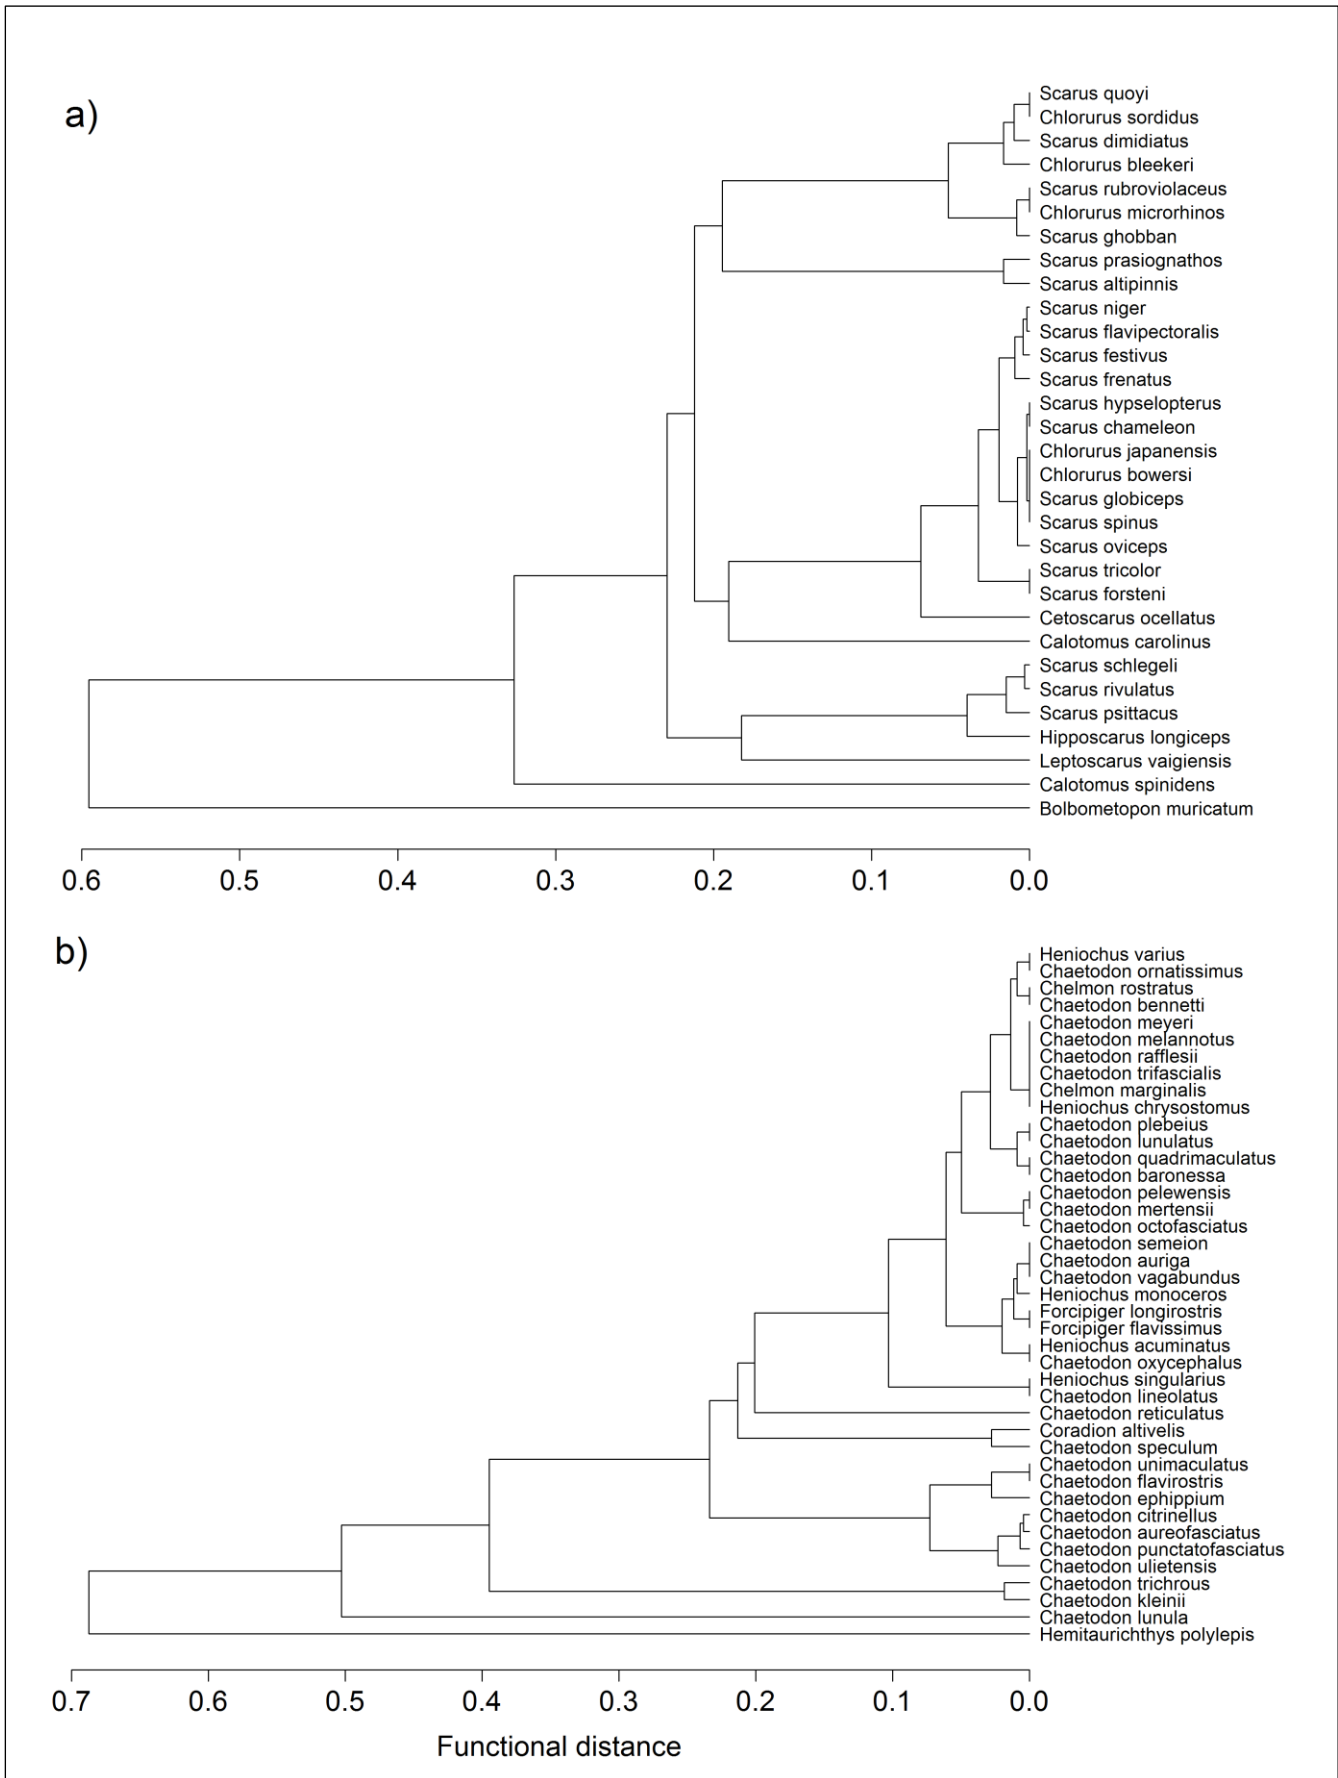 a)
Scarus quoyi
Chlorurus sordidus
Scarus dimidiatus
Chlorurus bleekeri
Scarus rubroviolaceus
Chlorurus microrhinos
Scarus ghobban
Scarus prasiognathos
Scarus altipinnis
Scarus niger
Scarus flavipectoralis
Scarus festivus
Scarus frenatus
Scarus hypselopterus
Scarus chameleon
Chlorurus japanensis
Chlorurus bowersi
Scarus globiceps
Scarus spinus
Scarus oviceps
Scarus tricolor
Scarus forsteni
Cetoscarus ocellatus
Calotomus carolinus
Scarus schlegeli
Scarus rivulatus
Scarus psittacus
Hipposcarus longiceps
Leptoscarus vaigiensis
Calotomus spinidens
Bolbometopon muricatum
0.6 0.5 0.4 0.3 0.2 0.1 0.0
b)
Heniochus varius
Chaetodon ornatissimus
Chelmon rostratus
Chaetodon bennetti
Chaetodon meyeri
Chaetodon melannotus
Chaetodon rafflesii
Chaetodon trifascialis
Chelmon marginalis
Heniochus chrysostomus
Chaetodon plebeius
Chaetodon lunulatus
Chaetodon quadrimaculatus
Chaetodon baronessa
Chaetodon pelewensis
Chaetodon mertensii
Chaetodon octofasciatus
Chaetodon semeion
Chaetodon auriga
Chaetodon vagabundus
Heniochus monoceros
Forcipiger longirostris
Forcipiger flavissimus
Heniochus acuminatus
Chaetodon oxycephalus
Heniochus singularius
Chaetodon lineolatus
Chaetodon reticulatus
Coradion altivelis
Chaetodon speculum
Chaetodon unimaculatus
Chaetodon flavirostris
Chaetodon ephippium
Chaetodon citrinellus
Chaetodon aureofasciatus
Chaetodon punctatofasciatus
Chaetodon ulietensis
Chaetodon trichrous
Chaetodon kleinii
Chaetodon lunula
Hemitaurichthys polylepis
0.7 0.6 0.5 0.4 0.3 0.2 0.1 0.0
Functional distance